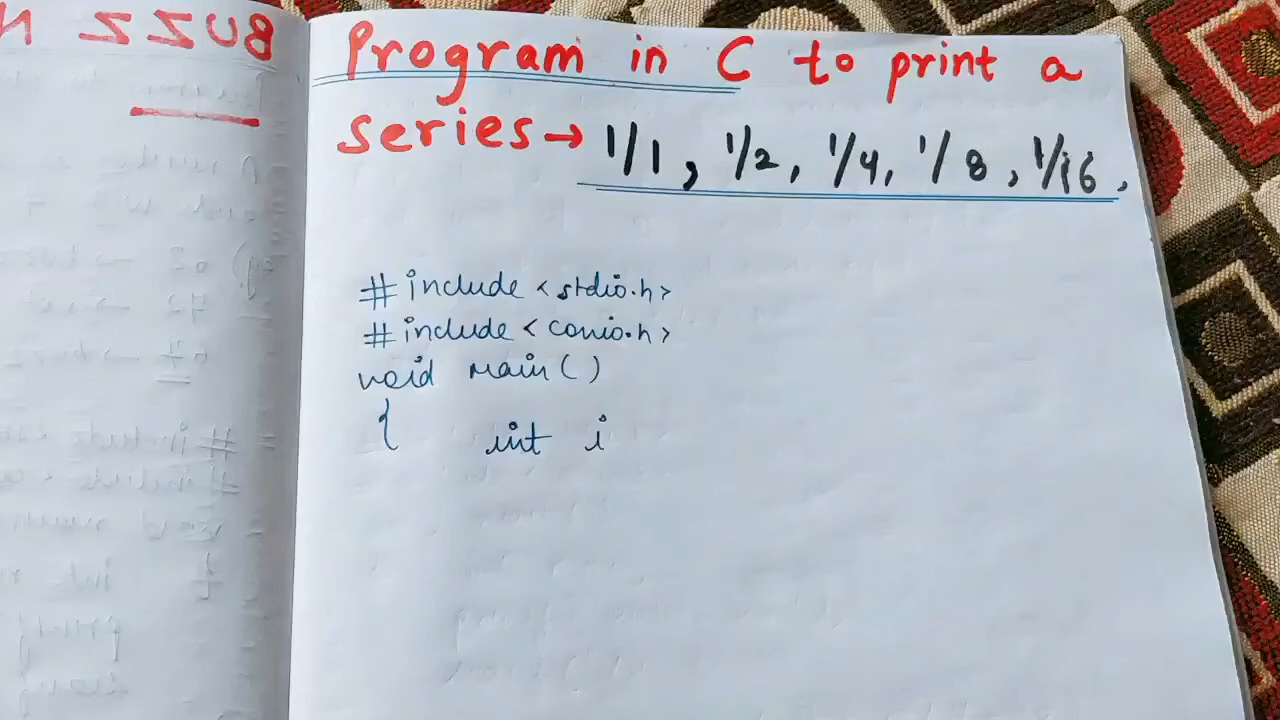 BUZZ N
Program in C to print a
series→ 1/1, 1/2, 1/4, 1/8, 1/16,
#include <stdio.h>
#include <conio.h>
void main()
{ int i